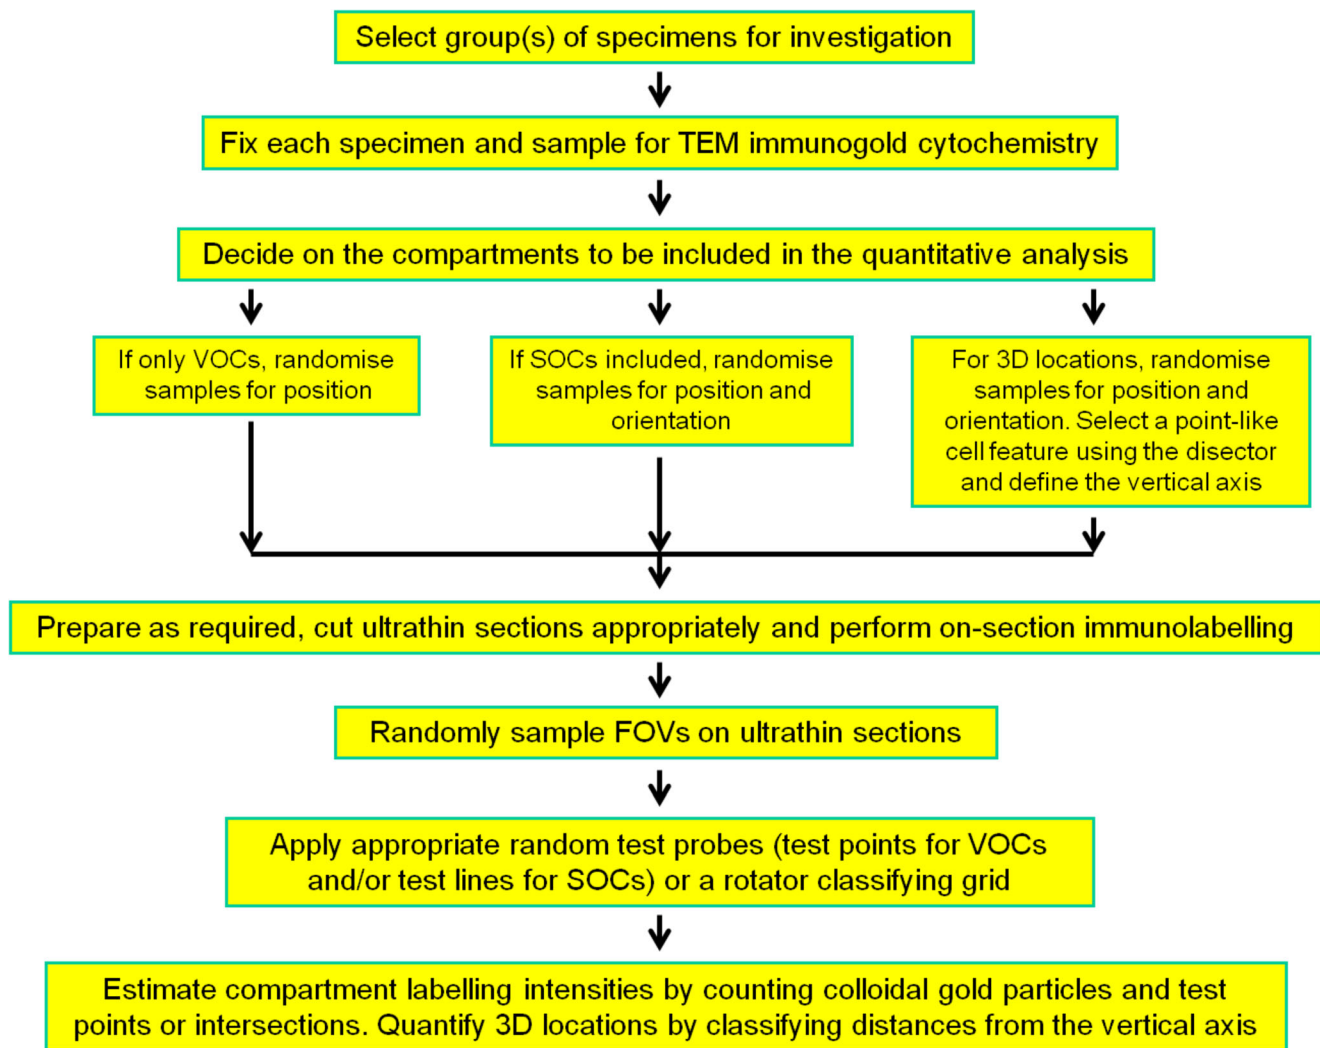 Select group(s) of specimens for investigation
Fix each specimen and sample for TEM immunogold cytochemistry
Decide on the compartments to be included in the quantitative analysis
If only VOCs, randomise
samples for position
If SOCs included, randomise
samples for position and
orientation
For 3D locations, randomise
samples for position and
orientation. Select a point-like
cell feature using the disector
and define the vertical axis
Prepare as required, cut ultrathin sections appropriately and perform on-section immunolabelling
Randomly sample FOVs on ultrathin sections
Apply appropriate random test probes (test points for VOCs
and/or test lines for SOCs) or a rotator classifying grid
Estimate compartment labelling intensities by counting colloidal gold particles and test
points or intersections. Quantify 3D locations by classifying distances from the vertical axis